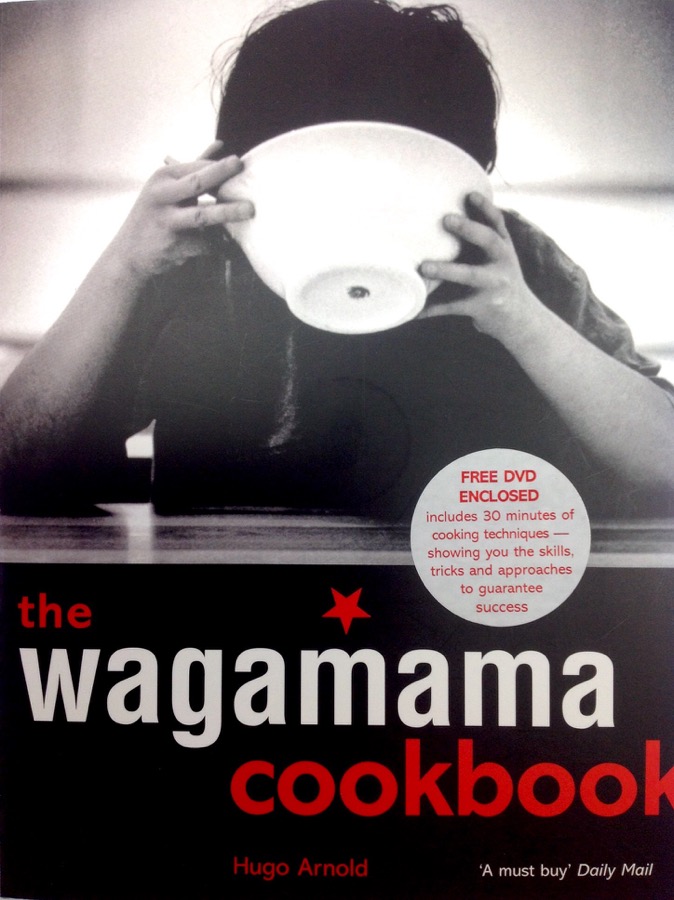 FREE DVD
ENCLOSED
includes 30 minutes of
cooking techniques —
showing you the skills,
tricks and approaches
to guarantee
success
the
wagamama
cookbook
Hugo Arnold
‘A must buy’ Daily Mail